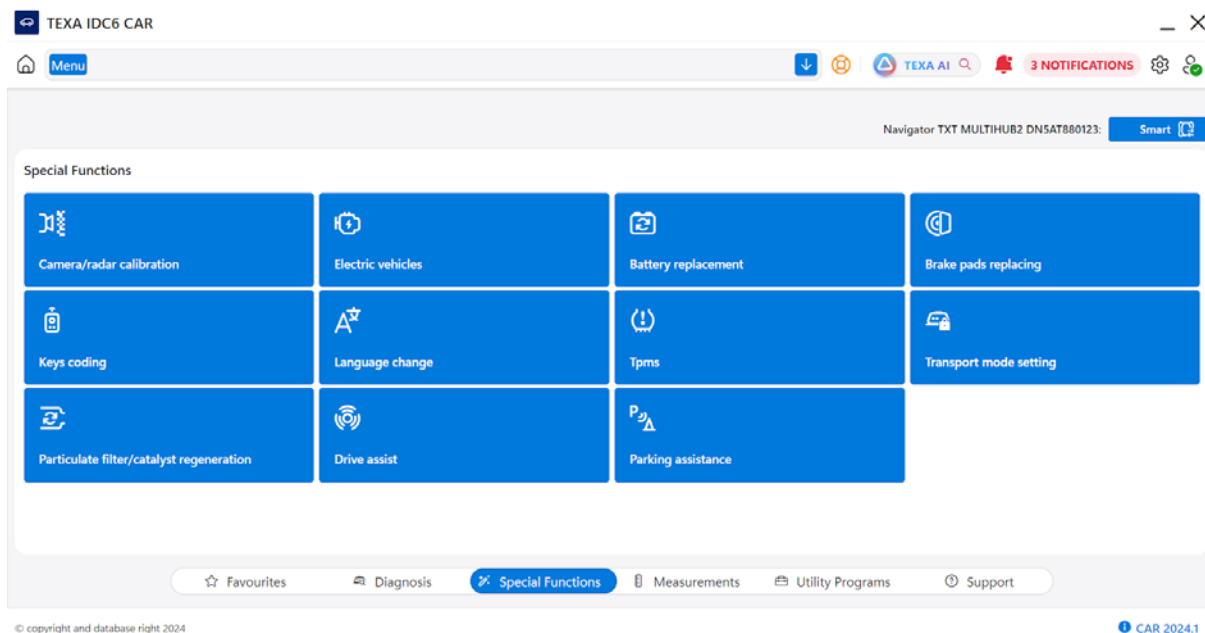 TEXA IDC6 CAR
Menu
TEXA AI
3 NOTIFICATIONS
Navigator TXT MULTIHUB2 DN5AT880123:
Smart
Special Functions
Camera/radar calibration
Electric vehicles
Battery replacement
Brake pads replacing
Keys coding
Language change
Tpms
Transport mode setting
Particulate filter/catalyst regeneration
Drive assist
Parking assistance
Favourites
Diagnosis
Special Functions
Measurements
Utility Programs
Support
© copyright and database right 2024
CAR 2024.1